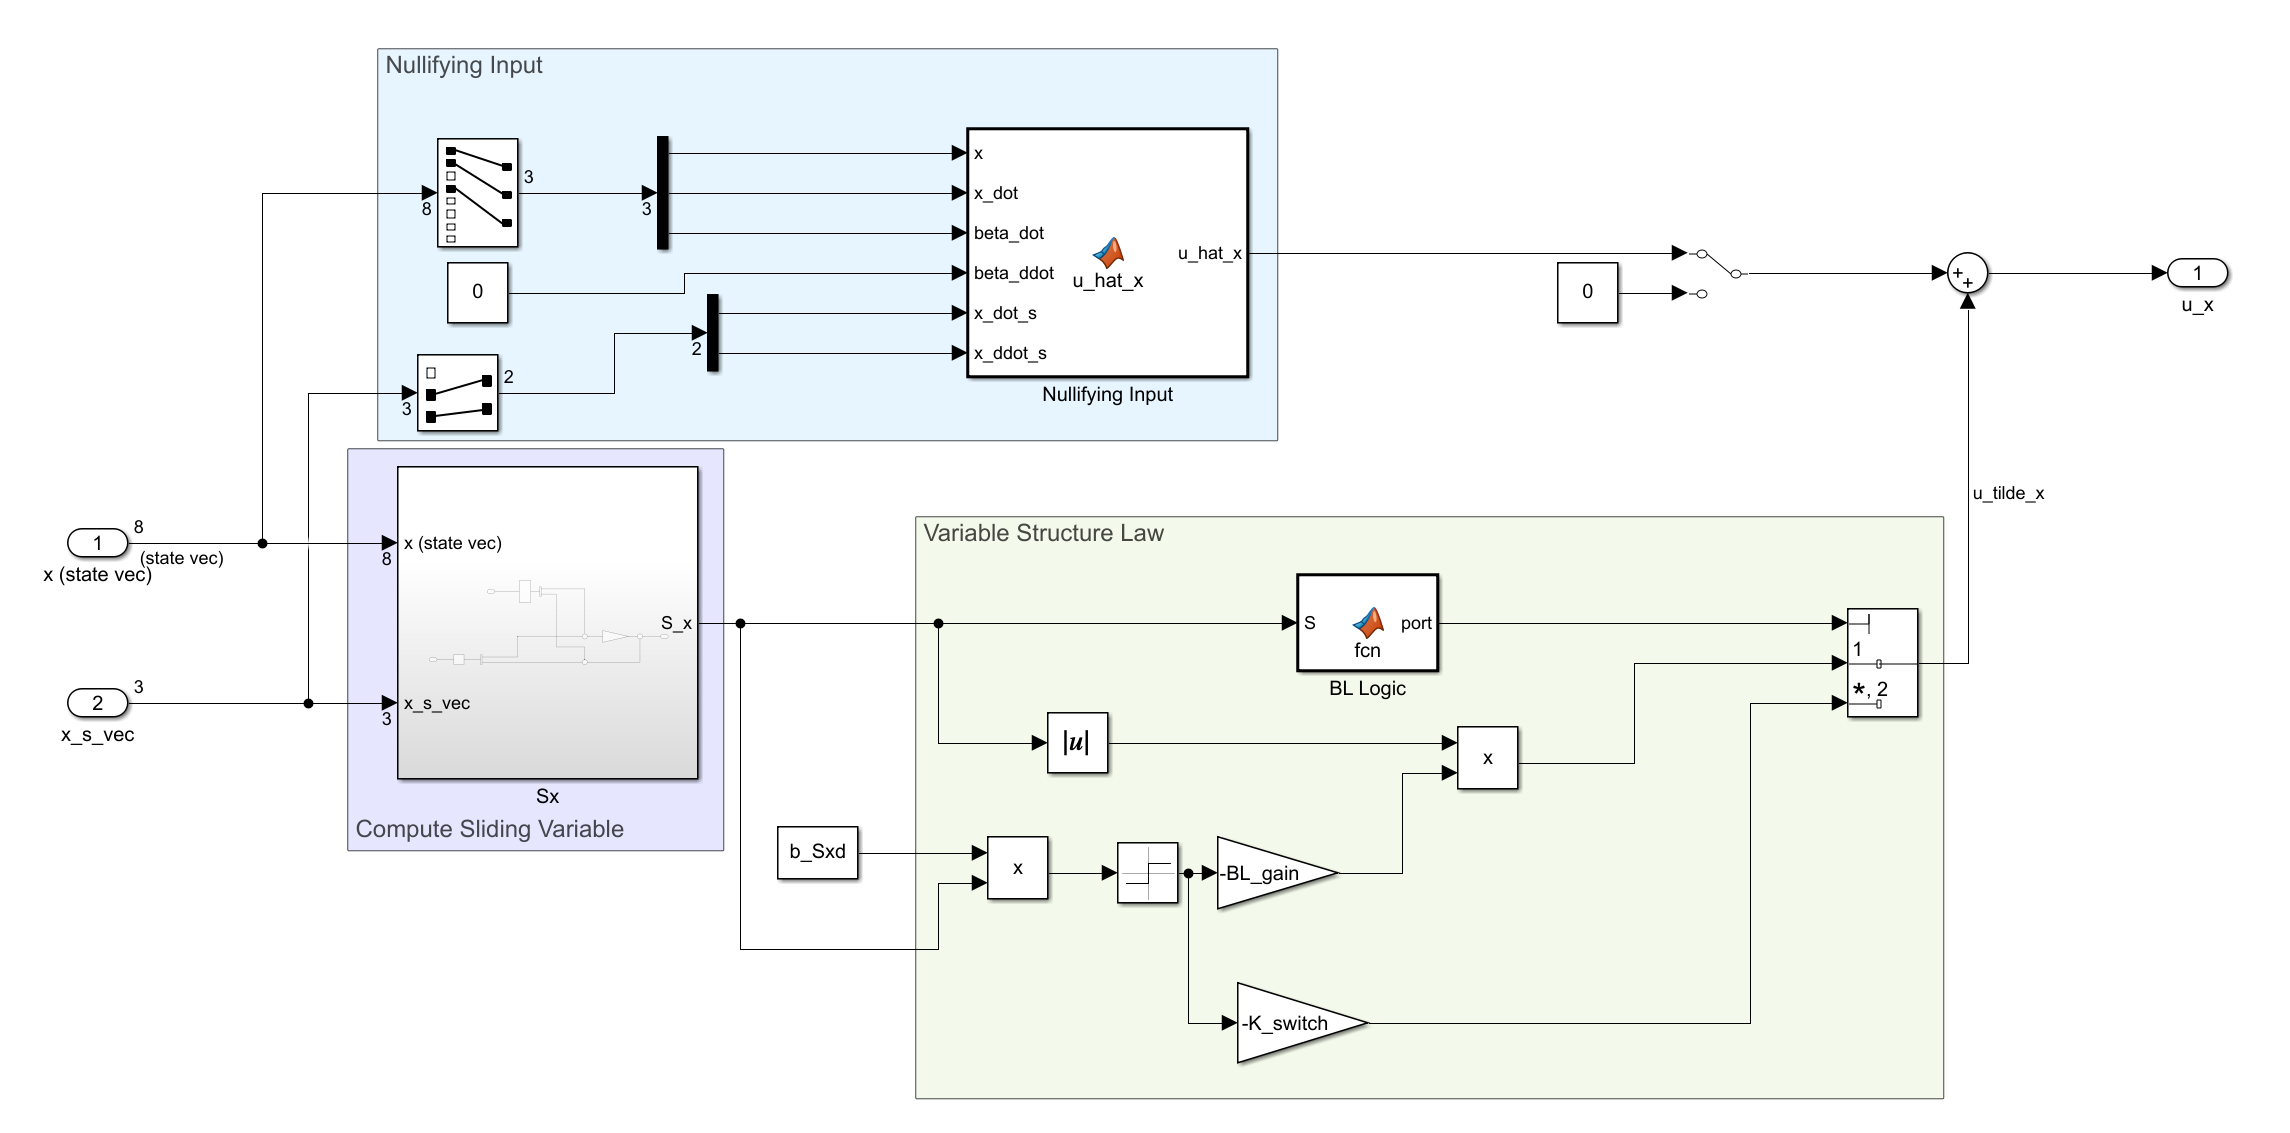 Nullifying Input
8
3
3
x
x_dot
beta_dot
beta_ddot
x_dot_s
x_ddot_s
u_hat_x
u_hat_x
Nullifying Input
0
2
3
2
0
+
+
1
u_x
u_tilde_x
1
8
(state vec)
x (state vec)
2
3
x_s_vec
x (state vec)
8
x_s_vec
3
S_x
Sx
Compute Sliding Variable
Variable Structure Law
S
port
fcn
BL Logic
1
*, 2
|u|
x
b_Sxd
x
-BL_gain
-K_switch